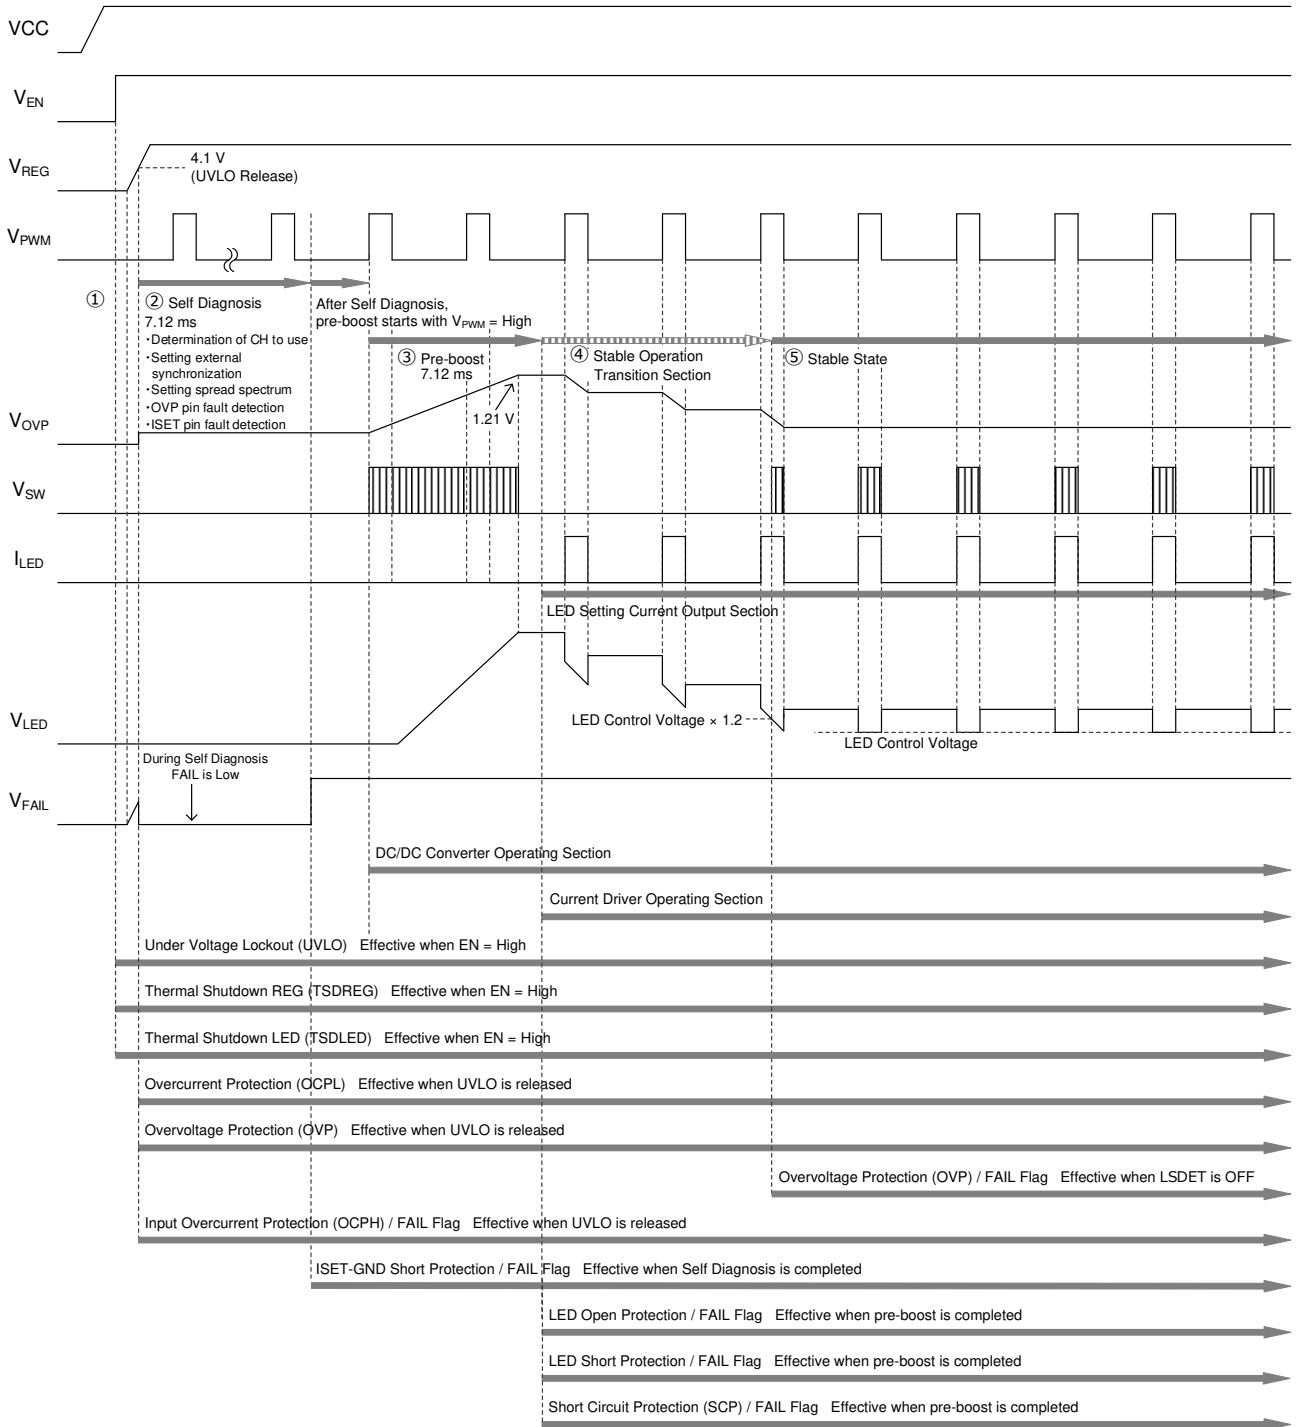 VCC
VEN
VREG
4.1 V
(UVLO Release)
VPWM
①
② Self Diagnosis
7.12 ms
・Determination of CH to use
・Setting external
synchronization
・Setting spread spectrum
・OVP pin fault detection
・ISET pin fault detection
After Self Diagnosis,
pre-boost starts with VPWM = High
③ Pre-boost
7.12 ms
④ Stable Operation
Transition Section
⑤ Stable State
VOVP
1.21 V
VSW
ILED
LED Setting Current Output Section
VLED
LED Control Voltage × 1.2
LED Control Voltage
During Self Diagnosis
FAIL is Low
VFAIL
DC/DC Converter Operating Section
Current Driver Operating Section
Under Voltage Lockout (UVLO) Effective when EN = High
Thermal Shutdown REG (TSDREG) Effective when EN = High
Thermal Shutdown LED (TSDLED) Effective when EN = High
Overcurrent Protection (OCPL) Effective when UVLO is released
Overvoltage Protection (OVP) Effective when UVLO is released
Overvoltage Protection (OVP) / FAIL Flag Effective when LSDET is OFF
Input Overcurrent Protection (OCPH) / FAIL Flag Effective when UVLO is released
ISET-GND Short Protection / FAIL Flag Effective when Self Diagnosis is completed
LED Open Protection / FAIL Flag Effective when pre-boost is completed
LED Short Protection / FAIL Flag Effective when pre-boost is completed
Short Circuit Protection (SCP) / FAIL Flag Effective when pre-boost is completed